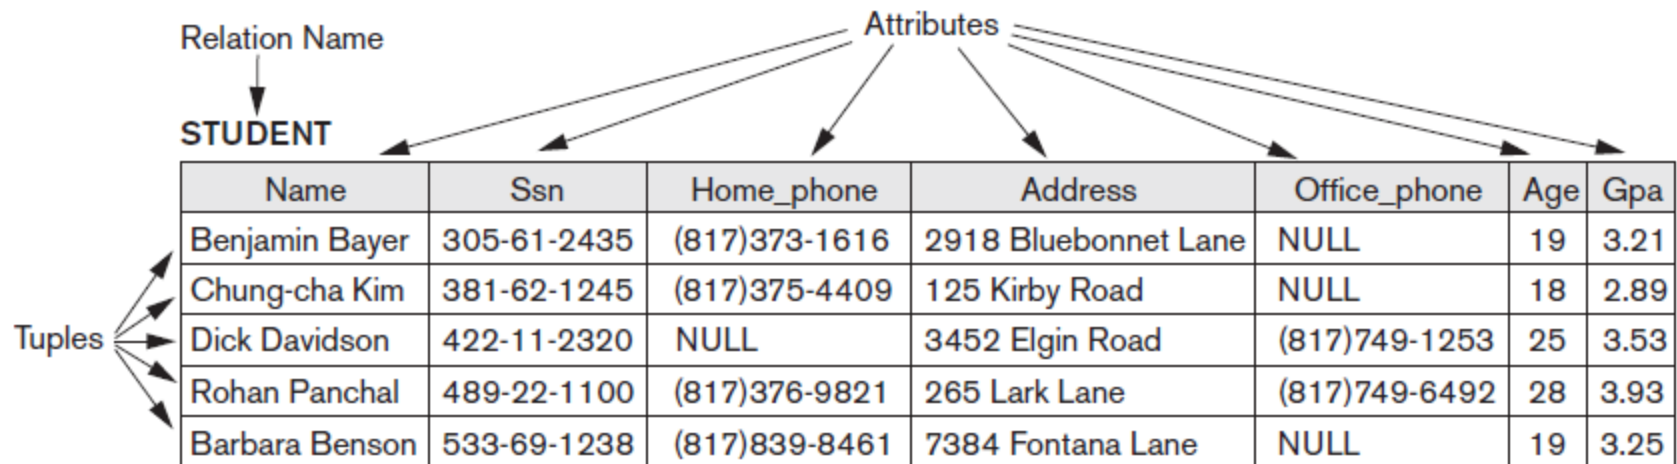 Attributes
Relation Name
STUDENT
Name Ssn Home_phone Address Office_phone Age Gpa
Benjamin Bayer 305-61-2435 (817)373-1616 2918 Bluebonnet Lane NULL 19 3.21
Chung-cha Kim 381-62-1245 (817)375-4409 125 Kirby Road NULL 18 2.89
Tuples Dick Davidson 422-11-2320 NULL 3452 Elgin Road (817)749-1253 25 3.53
Rohan Panchal 489-22-1100 (817)376-9821 265 Lark Lane (817)749-6492 28 3.93
Barbara Benson 533-69-1238 (817)839-8461 7384 Fontana Lane NULL 19 3.25